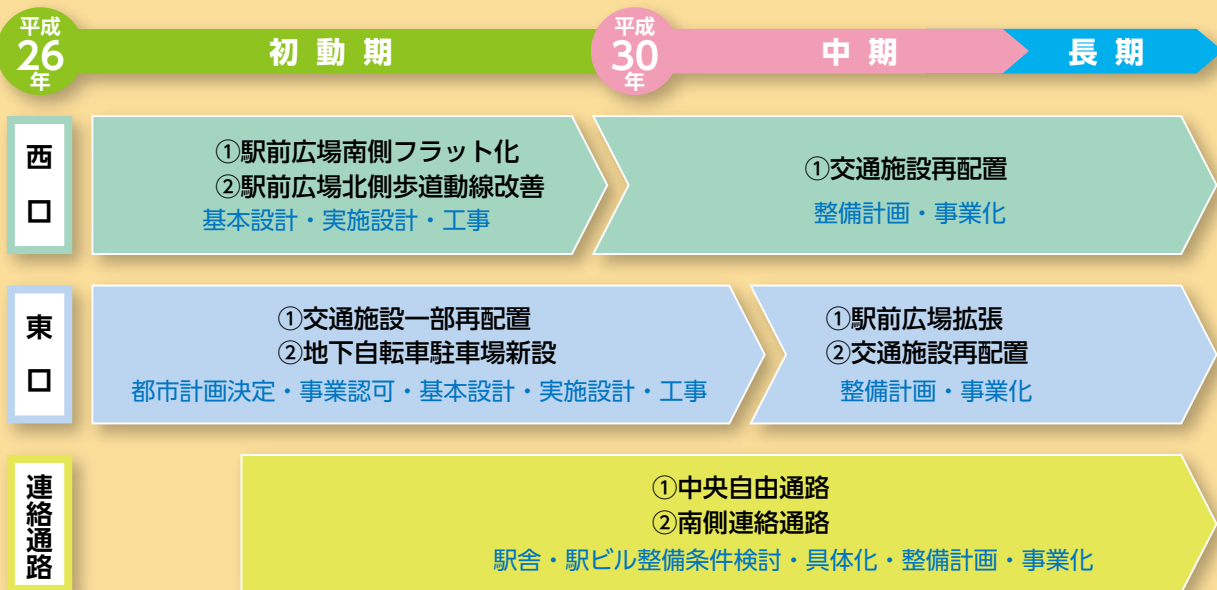 平成
26
年
初動期
平成
30
年
中期
長期
西口
①駅前広場南側フラット化
②駅前広場北側歩道動線改善
基本設計・実施設計・工事
①交通施設再配置
整備計画・事業化
東口
①交通施設一部再配置
②地下自転車駐車場新設
都市計画決定・事業認可・基本設計・実施設計・工事
①駅前広場拡張
②交通施設再配置
整備計画・事業化
連絡通路
①中央自由通路
②南側連絡通路
駅舎・駅ビル整備条件検討・具体化・整備計画・事業化